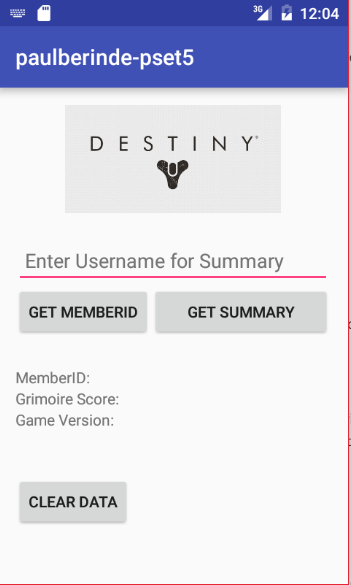 3G 12:04
paulberinde-pset5
DESTINY
Enter Username for Summary
GET MEMBERID GET SUMMARY
MemberID:
Grimoire Score:
Game Version:
CLEAR DATA